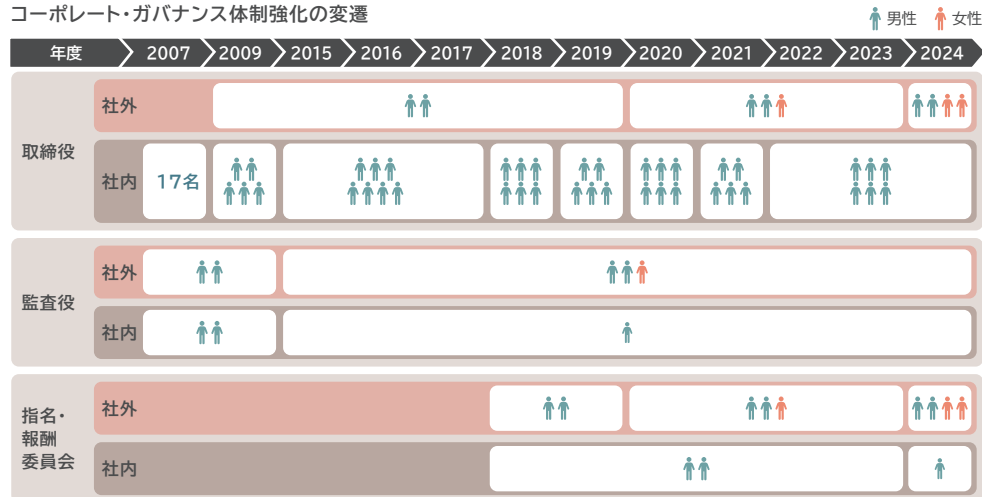 コーポレート・ガバナンス体制強化の変遷
男性 女性
年度 2007 2009 2015 2016 2017 2018 2019 2020 2021 2022 2023 2024
取締役
社外
社内 17名
監査役
社外
社内
指名・
報酬
委員会
社外
社内